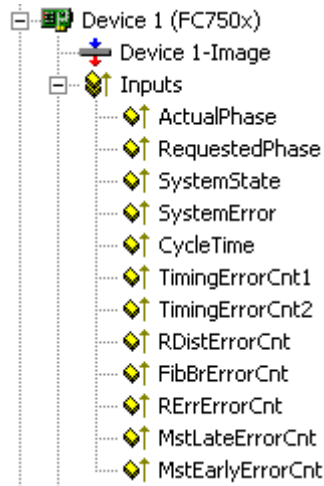 Device 1 (FC750x)
Device 1-Image
Inputs
ActualPhase
RequestedPhase
SystemState
SystemError
CycleTime
TimingErrorCnt1
TimingErrorCnt2
RDistErrorCnt
FibBrErrorCnt
RErrErrorCnt
MstLateErrorCnt
MstEarlyErrorCnt